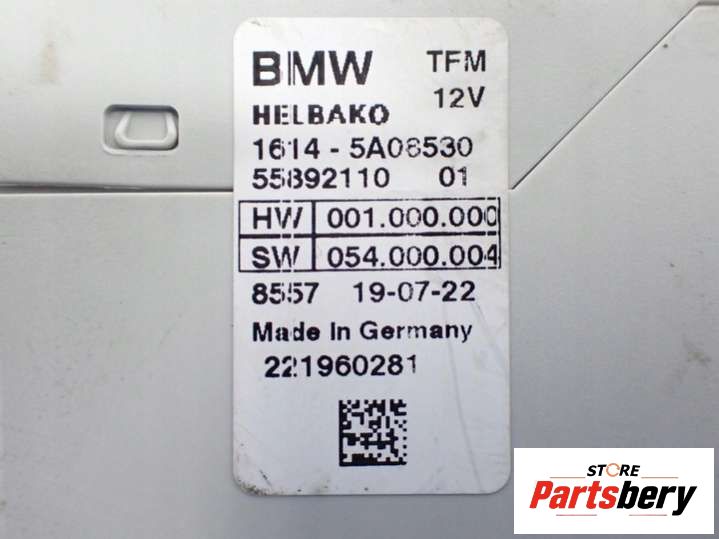 BMW TFM
12V
HELBAKO
1614 - 5A08530
55892110 01
HW 001.000.000
SW 054.000.004
8557 19-07-22
Made In Germany
221960281
STORE
Partsbery